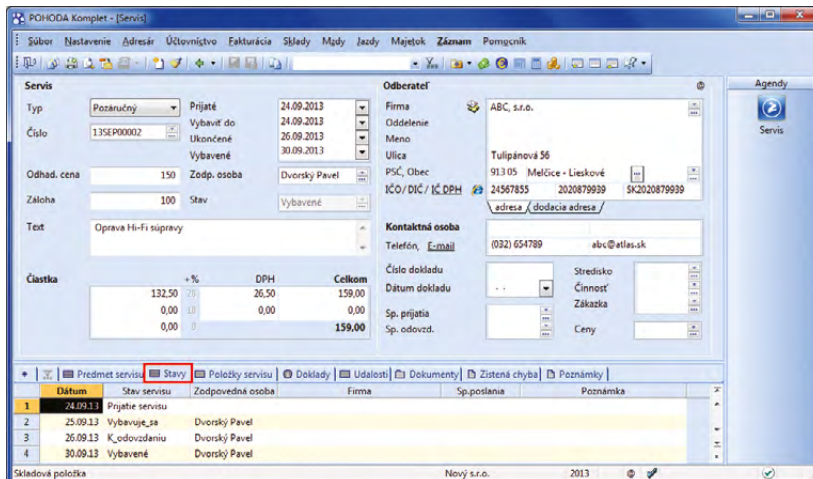 POHODA Komplet - [Servis]
Súbor Nastavenie Adresár Účtovníctvo Fakturácia Sklady Mzdy Jazdy Majetok Záznam Pomocník
Servis
Typ Pozáručný
Číslo 13SEP00002
Prijaté 24.09.2013
Vybaviť do 24.09.2013
Ukončené 26.09.2013
Vybavené 30.09.2013
Odhad. cena 150
Zodp. osoba Dvorský Pavel
Záloha 100
Stav Vybavené
Text Oprava Hi-Fi súpravy
Čiastka +% DPH Celkom
132,50 20 26,50 159,00
0,00 10 0,00 0,00
0,00 0 159,00
Odberateľ @
Firma ABC, s.r.o.
Oddelenie
Meno
Ulica Tulipánová 56
PSČ, Obec 913 05 Melčice - Lieskové
IČO/DIČ/IČ DPH 24567855 2020879939 SK2020879939
adresa dodacia adresa
Kontaktná osoba
Telefón, E-mail (032) 654789 abc@atlas.sk
Číslo dokladu
Dátum dokladu . .
Sp. prijatia
Sp. odovzd.
Stredisko
Činnosť
Zákazka
Ceny
Agendy
Servis
* Predmet servisu Stavy Položky servisu Doklady Udalosti Dokumenty Zistená chyba Poznámky
Dátum Stav servisu Zodpovedná osoba Firma Sp.poslania Poznámka
1 24.09.13 Prijatie servisu
2 25.09.13 Vybavuje_sa Dvorský Pavel
3 26.09.13 K_odovzdaniu Dvorský Pavel
4 30.09.13 Vybavené Dvorský Pavel
Skladová položka Nový s.r.o. 2013 @